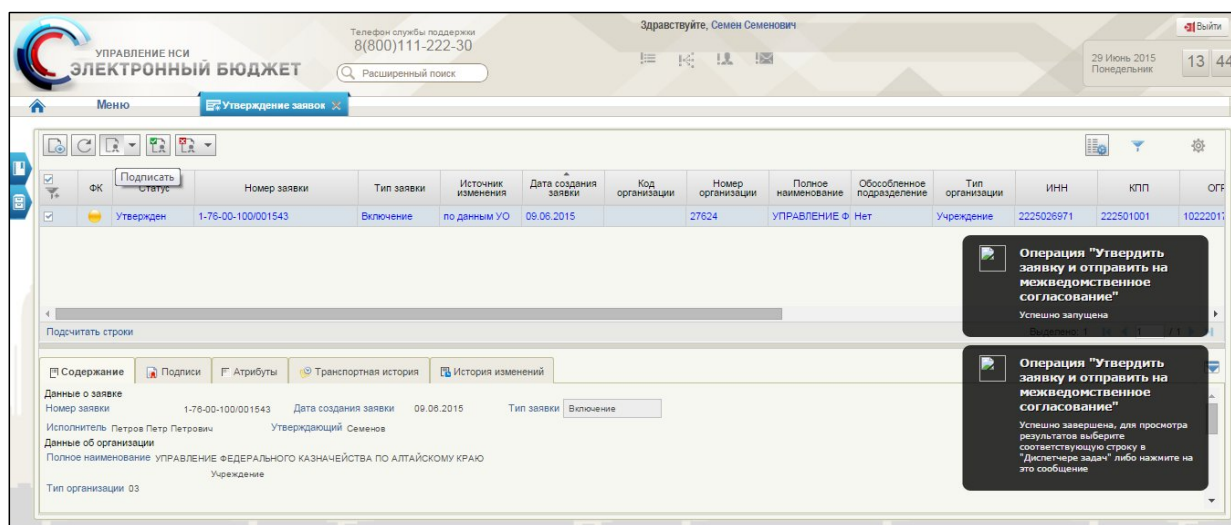 Здравствуйте, Семен Семенович
Выйти
Телефон службы поддержки
8(800)111-222-30
УПРАВЛЕНИЕ НСИ
ЭЛЕКТРОННЫЙ БЮДЖЕТ
Расширенный поиск
29 Июнь 2015
Понедельник
13 44
Меню
Утверждение заявок
Подписать
ФК
Статус
Номер заявки
Тип заявки
Источник изменения
Дата создания заявки
Код организации
Номер организации
Полное наименование
Обособленное подразделение
Тип организации
ИНН
КПП
ОГР
Утвержден 1-76-00-100/001543 Включение по данным УО 09.06.2015 27624 УПРАВЛЕНИЕ Ф Нет Учреждение 2225026971 222501001 10222017
Операция "Утвердить
заявку и отправить на
межведомственное
согласование"
Успешно запущена
Подсчитать строки
Выделено: 1 1 / 1
Операция "Утвердить
заявку и отправить на
межведомственное
согласование"
Успешно завершена, для просмотра
результатов выберите
соответствующую строку в
"Диспетчере задач" либо нажмите на
это сообщение
Содержание Подписи Атрибуты Транспортная история История изменений
Данные о заявке
Номер заявки 1-76-00-100/001543 Дата создания заявки 09.06.2015 Тип заявки Включение
Исполнитель Петров Петр Петрович Утверждающий Семенов
Данные об организации
Полное наименование УПРАВЛЕНИЕ ФЕДЕРАЛЬНОГО КАЗНАЧЕЙСТВА ПО АЛТАЙСКОМУ КРАЮ
Учреждение
Тип организации 03